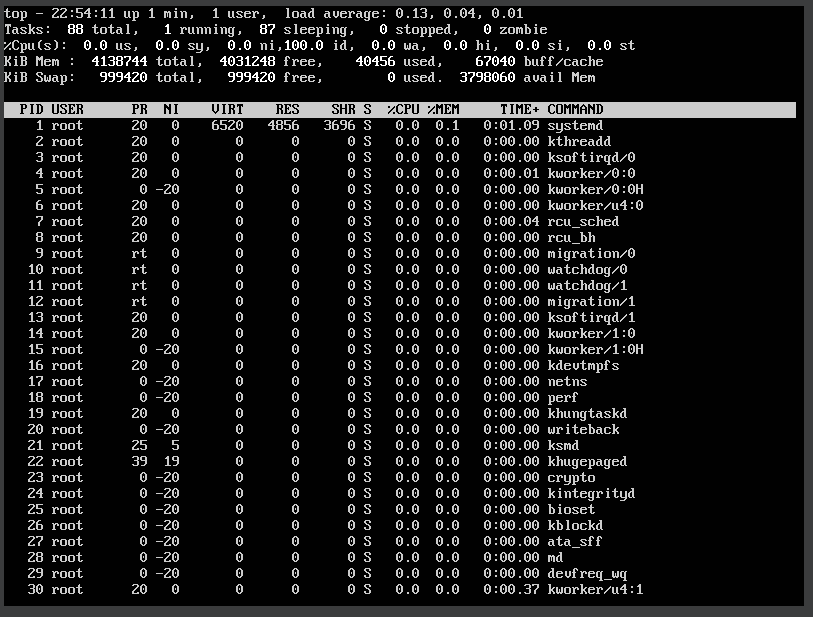 top - 22:54:11 up 1 min,  1 user,  load average: 0.13, 0.04, 0.01
Tasks:  88 total,   1 running,  87 sleeping,   0 stopped,   0 zombie
%Cpu(s):  0.0 us,  0.0 sy,  0.0 ni,100.0 id,  0.0 wa,  0.0 hi,  0.0 si,  0.0 st
KiB Mem :  4138744 total,  4031248 free,    40456 used,    67040 buff/cache
KiB Swap:   999420 total,   999420 free,        0 used.  3798060 avail Mem
PID USER      PR  NI    VIRT    RES    SHR S  %CPU %MEM     TIME+ COMMAND
1 root      20   0    6520   4856   3696 S   0.0  0.1   0:01.09 systemd
2 root      20   0       0      0      0 S   0.0  0.0   0:00.00 kthreadd
3 root      20   0       0      0      0 S   0.0  0.0   0:00.00 ksoftirqd/0
4 root      20   0       0      0      0 S   0.0  0.0   0:00.01 kworker/0:0
5 root       0 -20       0      0      0 S   0.0  0.0   0:00.00 kworker/0:0H
6 root      20   0       0      0      0 S   0.0  0.0   0:00.00 kworker/u4:0
7 root      20   0       0      0      0 S   0.0  0.0   0:00.04 rcu_sched
8 root      20   0       0      0      0 S   0.0  0.0   0:00.00 rcu_bh
9 root      rt   0       0      0      0 S   0.0  0.0   0:00.00 migration/0
10 root      rt   0       0      0      0 S   0.0  0.0   0:00.00 watchdog/0
11 root      rt   0       0      0      0 S   0.0  0.0   0:00.00 watchdog/1
12 root      rt   0       0      0      0 S   0.0  0.0   0:00.00 migration/1
13 root      20   0       0      0      0 S   0.0  0.0   0:00.00 ksoftirqd/1
14 root      20   0       0      0      0 S   0.0  0.0   0:00.00 kworker/1:0
15 root       0 -20       0      0      0 S   0.0  0.0   0:00.00 kworker/1:0H
16 root      20   0       0      0      0 S   0.0  0.0   0:00.00 kdevtmpfs
17 root       0 -20       0      0      0 S   0.0  0.0   0:00.00 netns
18 root       0 -20       0      0      0 S   0.0  0.0   0:00.00 perf
19 root      20   0       0      0      0 S   0.0  0.0   0:00.00 khungtaskd
20 root       0 -20       0      0      0 S   0.0  0.0   0:00.00 writeback
21 root      25   5       0      0      0 S   0.0  0.0   0:00.00 ksmd
22 root      39  19       0      0      0 S   0.0  0.0   0:00.00 khugepaged
23 root       0 -20       0      0      0 S   0.0  0.0   0:00.00 crypto
24 root       0 -20       0      0      0 S   0.0  0.0   0:00.00 kintegrityd
25 root       0 -20       0      0      0 S   0.0  0.0   0:00.00 bioset
26 root       0 -20       0      0      0 S   0.0  0.0   0:00.00 kblockd
27 root       0 -20       0      0      0 S   0.0  0.0   0:00.00 ata_sff
28 root       0 -20       0      0      0 S   0.0  0.0   0:00.00 md
29 root       0 -20       0      0      0 S   0.0  0.0   0:00.00 devfreq_wq
30 root      20   0       0      0      0 S   0.0  0.0   0:00.37 kworker/u4:1